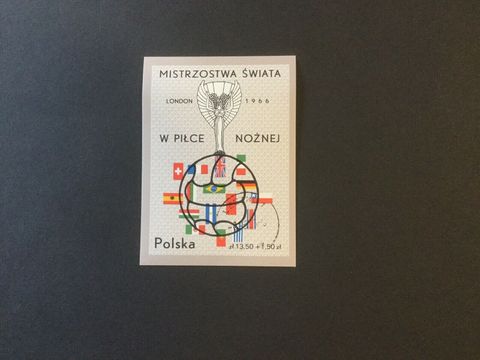 MISTRZOSTWA ŚWIATA
LONDON 1966
W PIŁCE NOŻNEJ
Polska zł 13,50 + 1,50 zł